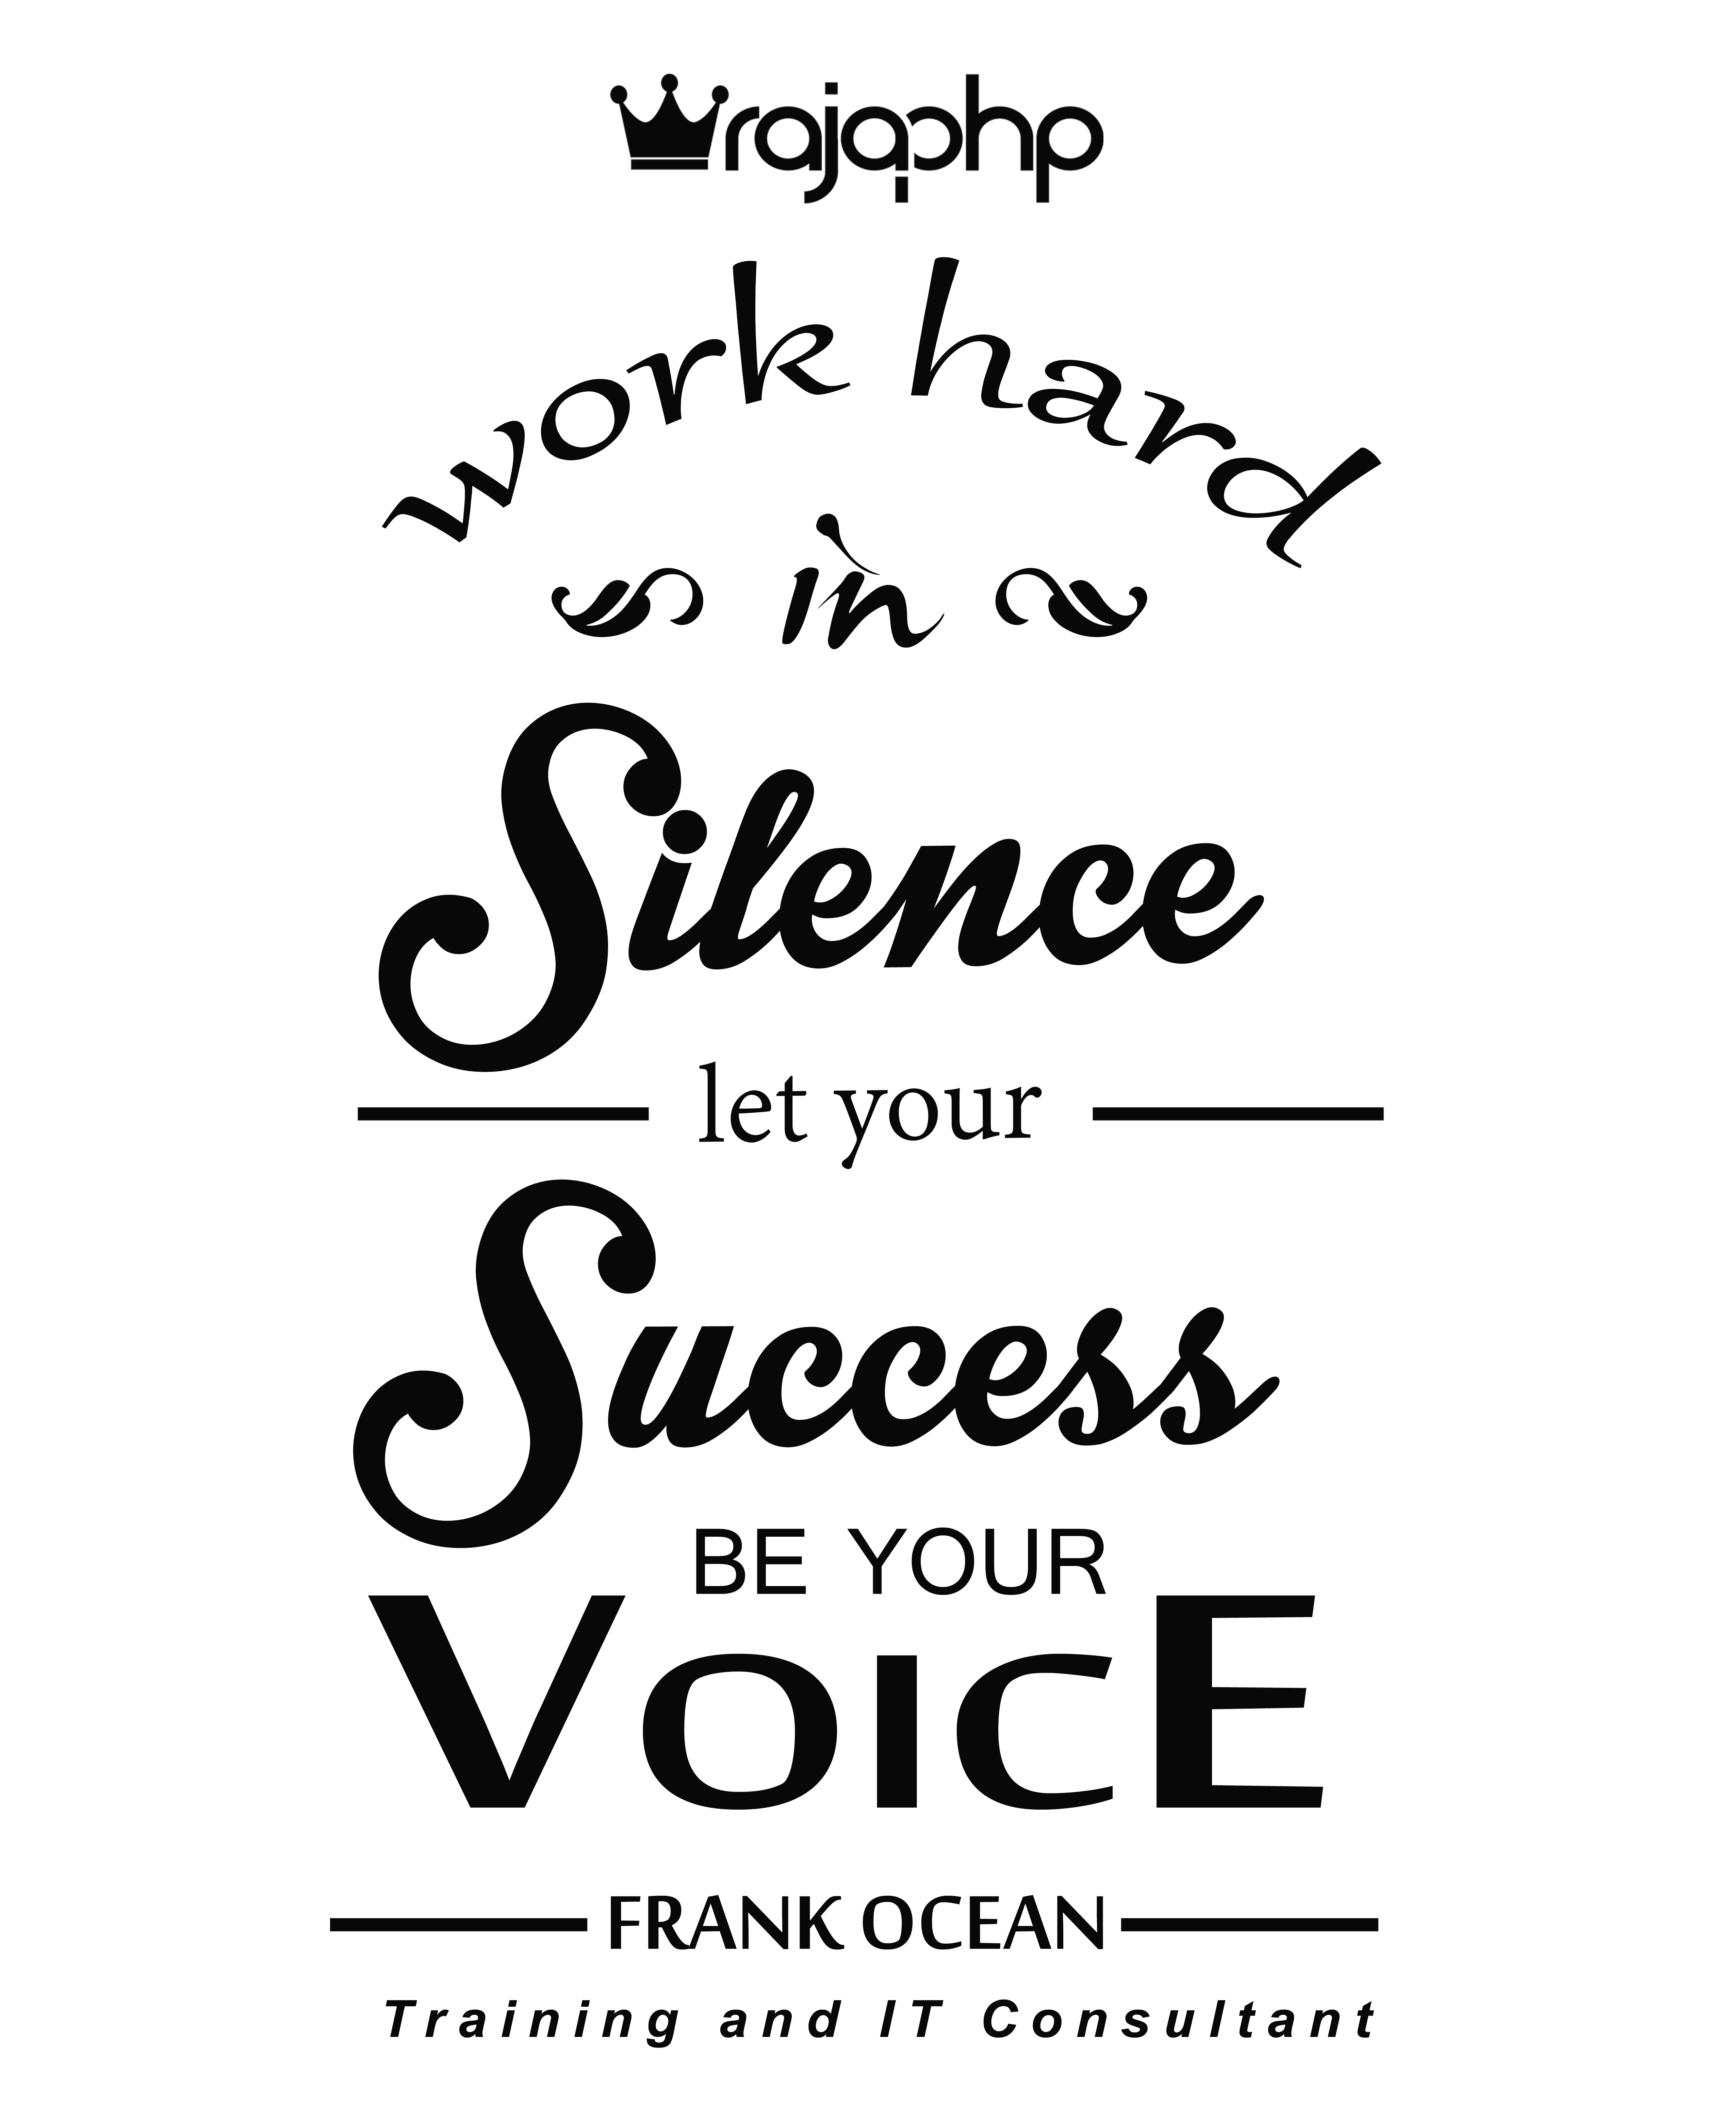 rajaphp
work hard
in
Silence
let your
Success
BE YOUR
VOICE
FRANK OCEAN
Training and IT Consultant